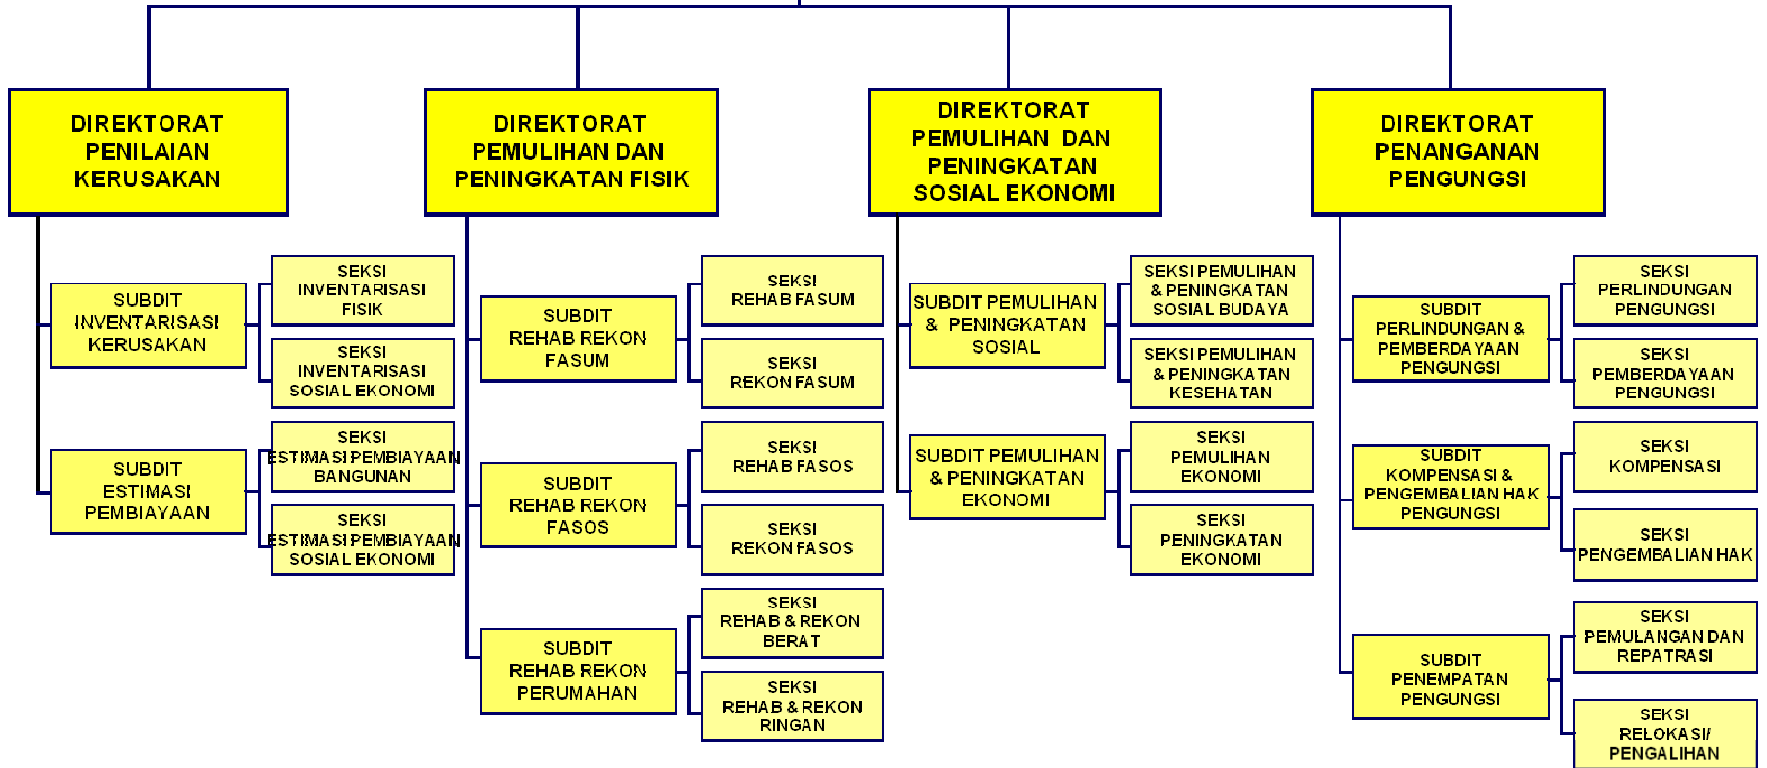 DIREKTORAT
PENILAIAN
KERUSAKAN
SUBDIT
INVENTARISASI
KERUSAKAN
SEKSI
INVENTARISASI
FISIK
SEKSI
INVENTARISASI
SOSIAL EKONOMI
SUBDIT
ESTIMASI
PEMBIAYAAN
SEKSI
ESTIMASI PEMBIAYAAN
BANGUNAN
SEKSI
ESTIMASI PEMBIAYAAN
SOSIAL EKONOMI
DIREKTORAT
PEMULIHAN DAN
PENINGKATAN FISIK
SUBDIT
REHAB REKON
FASUM
SEKSI
REHAB FASUM
SEKSI
REKON FASUM
SUBDIT
REHAB REKON
FASOS
SEKSI
REHAB FASOS
SEKSI
REKON FASOS
SUBDIT
REHAB REKON
PERUMAHAN
SEKSI
REHAB & REKON
BERAT
SEKSI
REHAB & REKON
RINGAN
DIREKTORAT
PEMULIHAN DAN
PENINGKATAN
SOSIAL EKONOMI
SUBDIT PEMULIHAN
& PENINGKATAN
SOSIAL
SEKSI PEMULIHAN
& PENINGKATAN
SOSIAL BUDAYA
SEKSI PEMULIHAN
& PENINGKATAN
KESEHATAN
SUBDIT PEMULIHAN
& PENINGKATAN
EKONOMI
SEKSI
PEMULIHAN
EKONOMI
SEKSI
PENINGKATAN
EKONOMI
DIREKTORAT
PENANGANAN
PENGUNGSI
SUBDIT
PERLINDUNGAN &
PEMBERDAYAAN
PENGUNGSI
SEKSI
PERLINDUNGAN
PENGUNGSI
SEKSI
PEMBERDAYAAN
PENGUNGSI
SUBDIT
KOMPENSASI &
PENGEMBALIAN HAK
PENGUNGSI
SEKSI
KOMPENSASI
SEKSI
PENGEMBALIAN HAK
SUBDIT
PENEMPATAN
PENGUNGSI
SEKSI
PEMULANGAN DAN
REPATRASI
SEKSI
RELOKASI/
PENGALIHAN